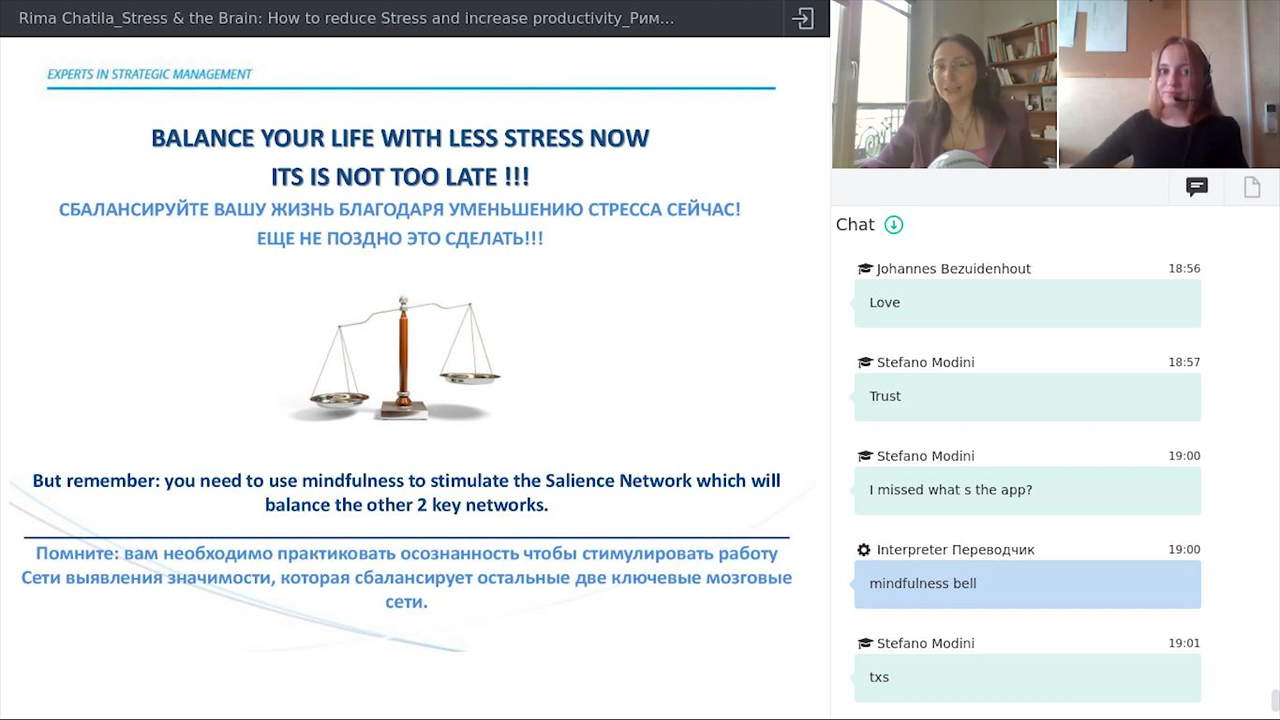 Rima Chatila_Stress & the Brain: How to reduce Stress and increase productivity_Рим...
EXPERTS IN STRATEGIC MANAGEMENT
BALANCE YOUR LIFE WITH LESS STRESS NOW
ITS IS NOT TOO LATE !!!
СБАЛАНСИРУЙТЕ ВАШУ ЖИЗНЬ БЛАГОДАРЯ УМЕНЬШЕНИЮ СТРЕССА СЕЙЧАС!
ЕЩЕ НЕ ПОЗДНО ЭТО СДЕЛАТЬ!!!
But remember: you need to use mindfulness to stimulate the Salience Network which will
balance the other 2 key networks.
Помните: вам необходимо практиковать осознанность чтобы стимулировать работу
Сети выявления значимости, которая сбалансирует остальные две ключевые мозговые
сети.
Chat
Johannes Bezuidenhout 18:56
Love
Stefano Modini 18:57
Trust
Stefano Modini 19:00
I missed what s the app?
Interpreter Переводчик 19:00
mindfulness bell
Stefano Modini 19:01
txs